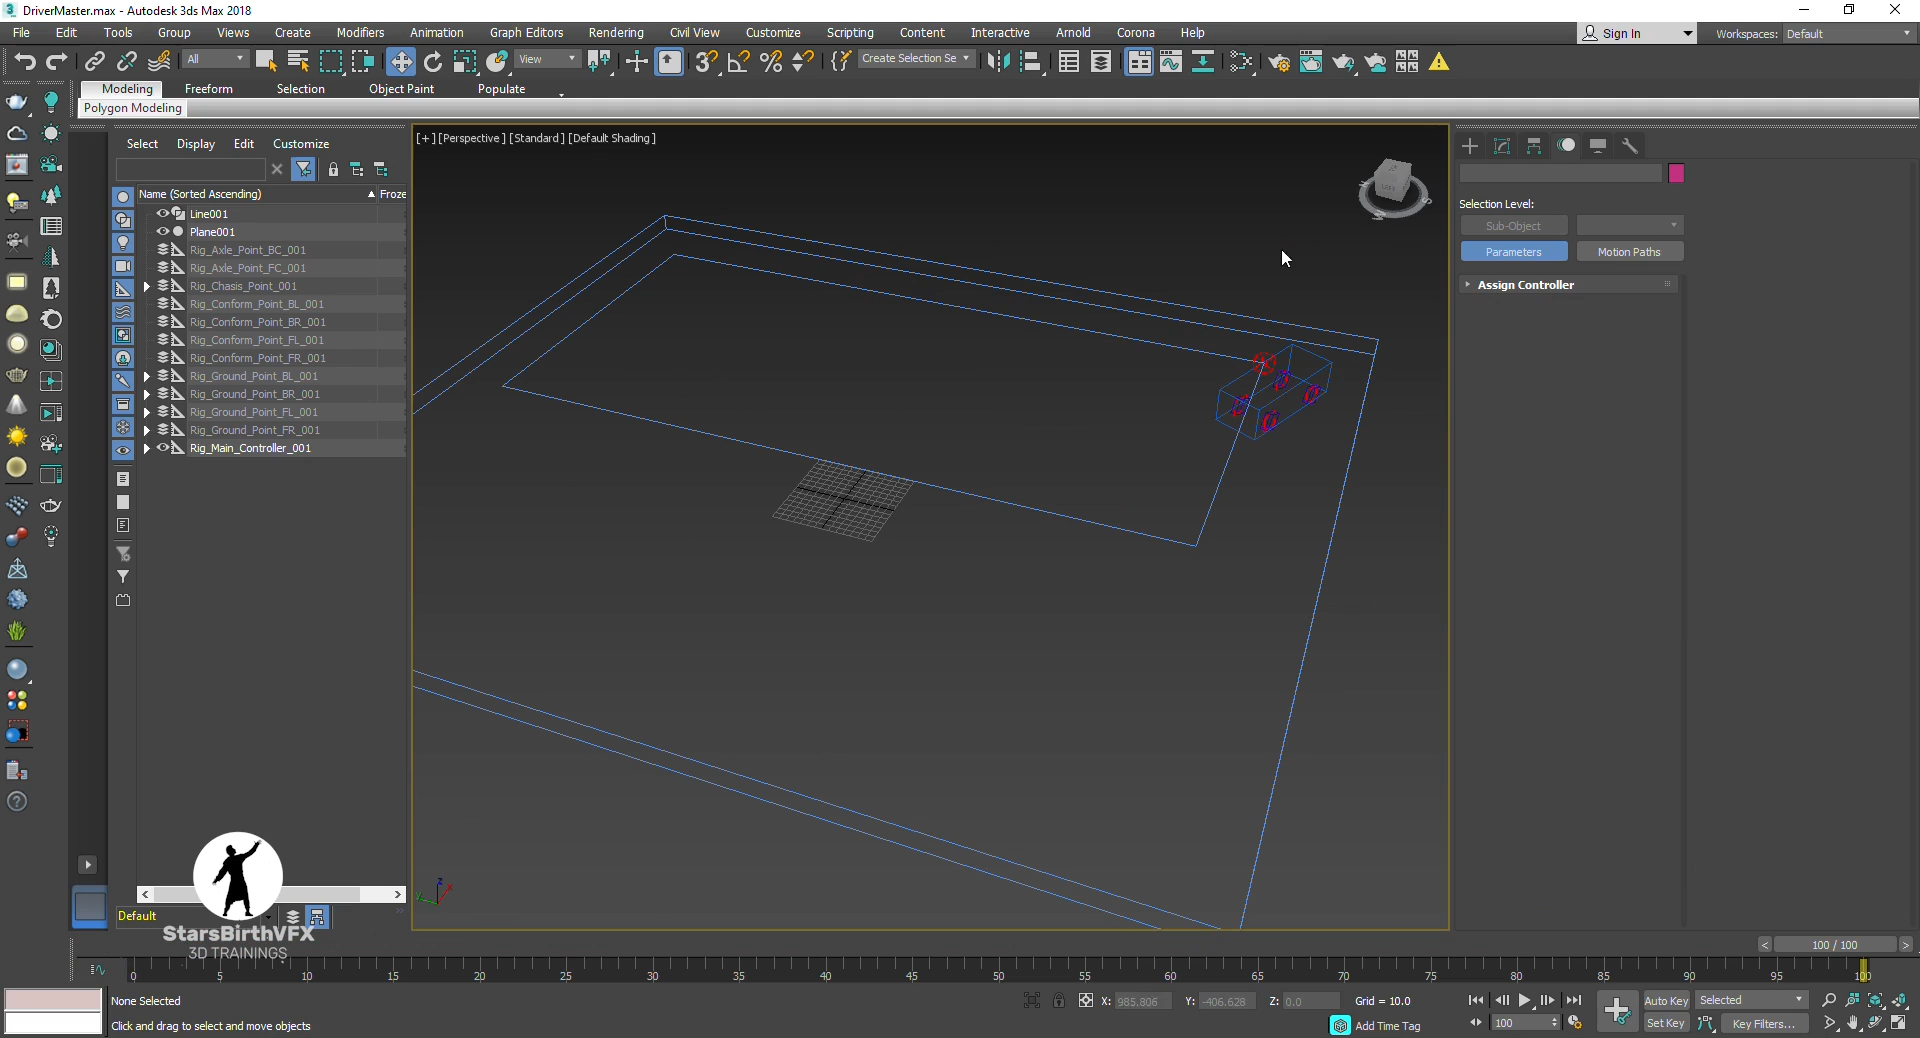 DriverMaster.max - Autodesk 3ds Max 2018
File Edit Tools Group Views Create Modifiers Animation Graph Editors Rendering Civil View Customize Scripting Content Interactive Arnold Corona Help
Sign In
Workspaces: Default
All
View
Create Selection Se
Modeling Freeform Selection Object Paint Populate
Polygon Modeling
Select Display Edit Customize
Name (Sorted Ascending) Froze
Line001
Plane001
Rig_Axle_Point_BC_001
Rig_Axle_Point_FC_001
Rig_Chasis_Point_001
Rig_Conform_Point_BL_001
Rig_Conform_Point_BR_001
Rig_Conform_Point_FL_001
Rig_Conform_Point_FR_001
Rig_Ground_Point_BL_001
Rig_Ground_Point_BR_001
Rig_Ground_Point_FL_001
Rig_Ground_Point_FR_001
Rig_Main_Controller_001
[+] [Perspective] [Standard] [Default Shading]
Selection Level:
Sub-Object
Parameters Motion Paths
Assign Controller
Default
StarsBirthVFX
3D TRAININGS
< 100 / 100 >
0 5 10 15 20 25 30 35 40 45 50 55 60 65 70 75 80 85 90 95 100
None Selected
X: 985.806 Y: -406.628 Z: 0.0 Grid = 10.0
Auto Key Selected
Click and drag to select and move objects
Add Time Tag
100
Set Key Key Filters...